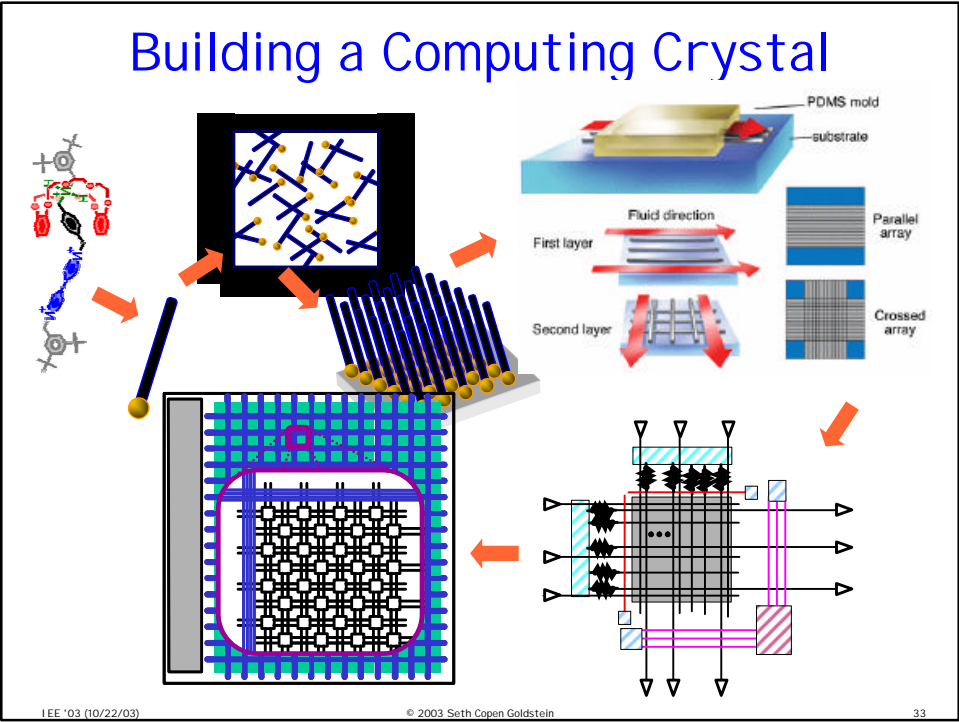 Building a Computing Crystal
PDMS mold
substrate
Fluid direction
First layer
Parallel
array
Second layer
Crossed
array
IEE '03 (10/22/03)
© 2003 Seth Copen Goldstein
33